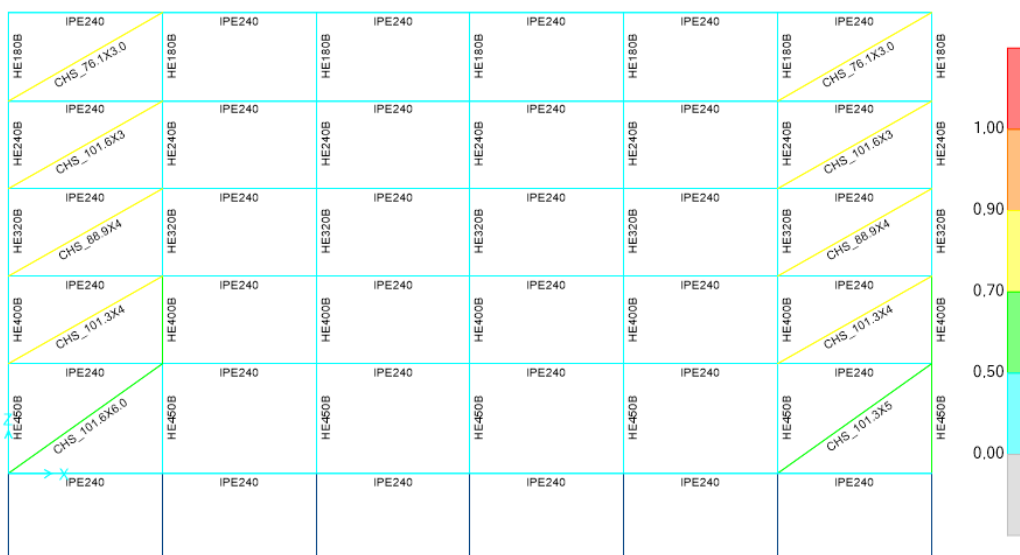 IPE240 IPE240 IPE240 IPE240 IPE240 IPE240
HE180B CHS_76.1X3.0 HE180B HE180B HE180B HE180B HE180B CHS_76.1X3.0 HE180B
IPE240 IPE240 IPE240 IPE240 IPE240 IPE240
1,00
HE240B CHS_101.6X3 HE240B HE240B HE240B HE240B HE240B CHS_101.6X3 HE240B
IPE240 IPE240 IPE240 IPE240 IPE240 IPE240
0,90
HE320B CHS_88.9X4 HE320B HE320B HE320B HE320B HE320B CHS_88.9X4 HE320B
IPE240 IPE240 IPE240 IPE240 IPE240 IPE240
0,70
HE400B CHS_101.3X4 HE400B HE400B HE400B HE400B HE400B CHS_101.3X4 HE400B
IPE240 IPE240 IPE240 IPE240 IPE240 IPE240
0,50
HE450B CHS_101.6X6.0 HE450B HE450B HE450B HE450B HE450B CHS_101.3X5 HE450B
Z
0,00
X
IPE240 IPE240 IPE240 IPE240 IPE240 IPE240